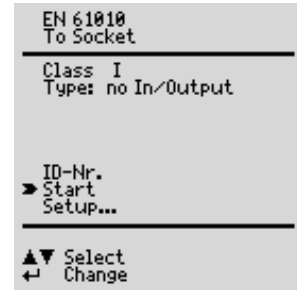 EN 61010
To Socket
Class I
Type: no In/Output
ID-Nr.
Start
Setup...
▲▼ Select
↵ Change